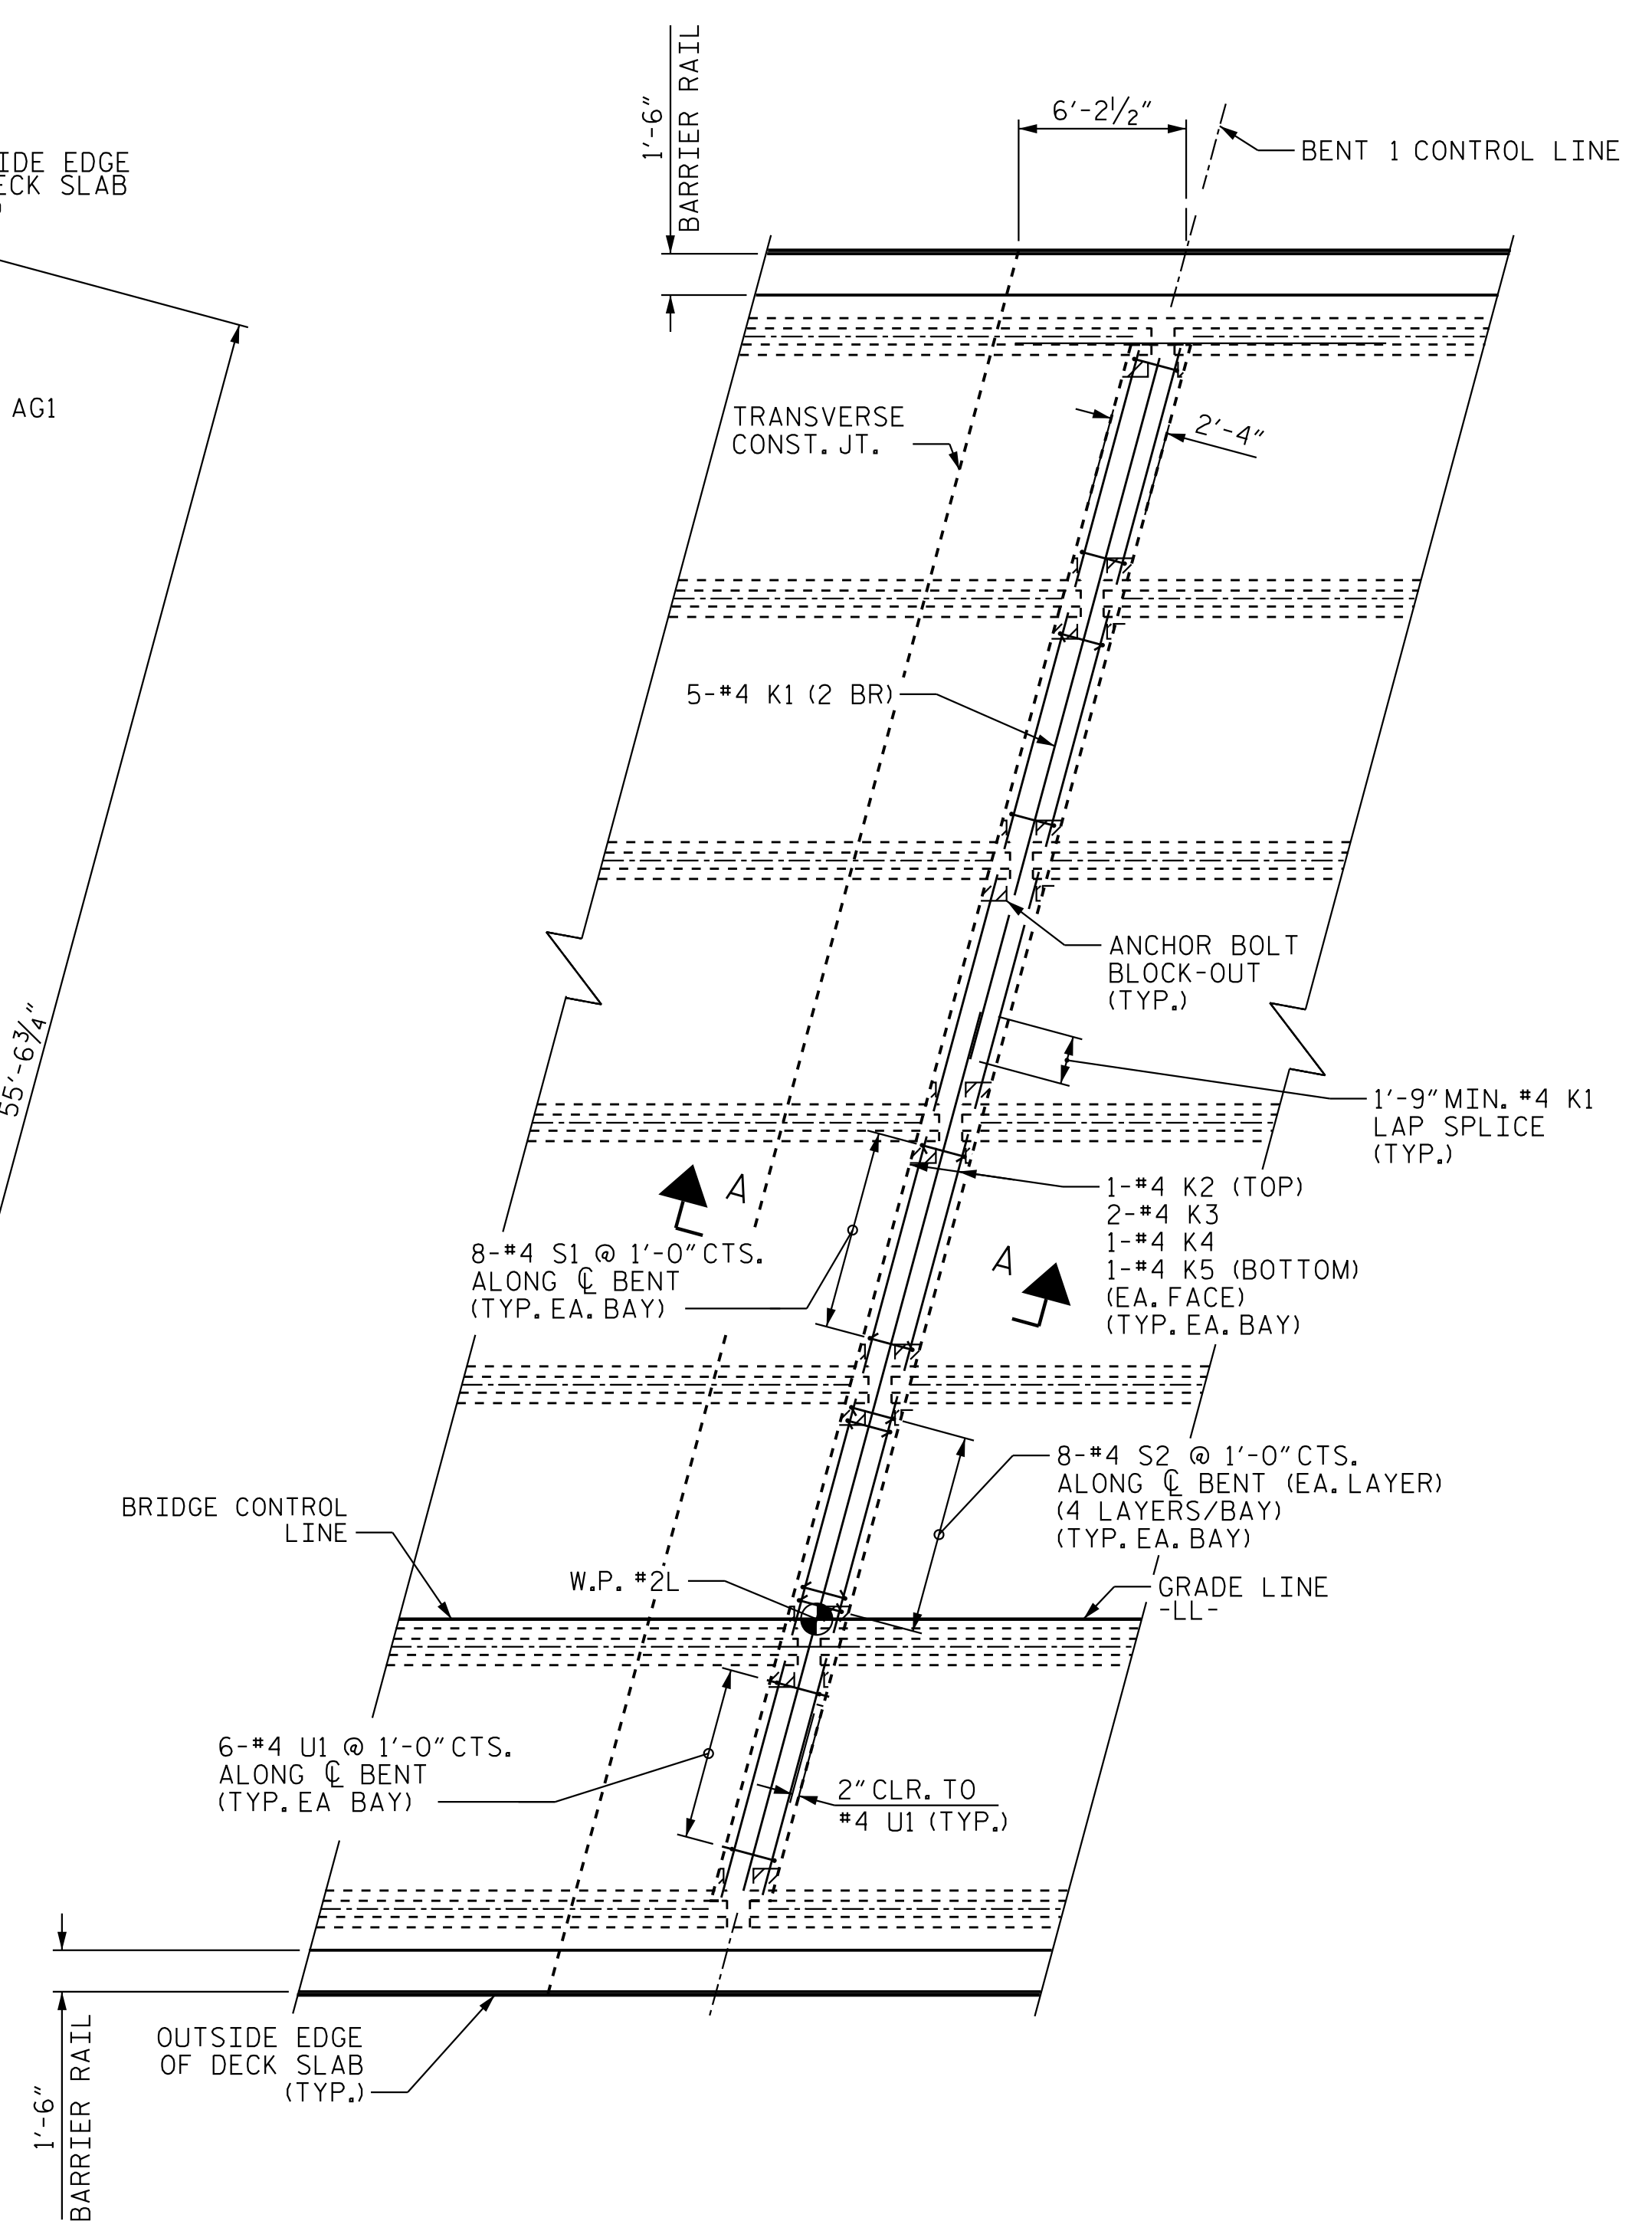 1'-6"
BARRIER RAIL
6'-2½"
BENT 1 CONTROL LINE
IDE EDGE
ECK SLAB
AG1
TRANSVERSE
CONST. JT.
2'-4"
5-#4 K1 (2 BR)
ANCHOR BOLT
BLOCK-OUT
(TYP.)
55'-6¾"
1'-9" MIN. #4 K1
LAP SPLICE
(TYP.)
A
1-#4 K2 (TOP)
2-#4 K3
1-#4 K4
1-#4 K5 (BOTTOM)
(EA. FACE)
(TYP. EA. BAY)
8-#4 S1 @ 1'-0" CTS.
ALONG ℄ BENT
(TYP. EA. BAY)
A
8-#4 S2 @ 1'-0" CTS.
ALONG ℄ BENT (EA. LAYER)
(4 LAYERS/BAY)
(TYP. EA. BAY)
BRIDGE CONTROL
LINE
W.P. #2L
GRADE LINE
-LL-
6-#4 U1 @ 1'-0" CTS.
ALONG ℄ BENT
(TYP. EA BAY)
2" CLR. TO
#4 U1 (TYP.)
OUTSIDE EDGE
OF DECK SLAB
(TYP.)
1'-6"
BARRIER RAIL